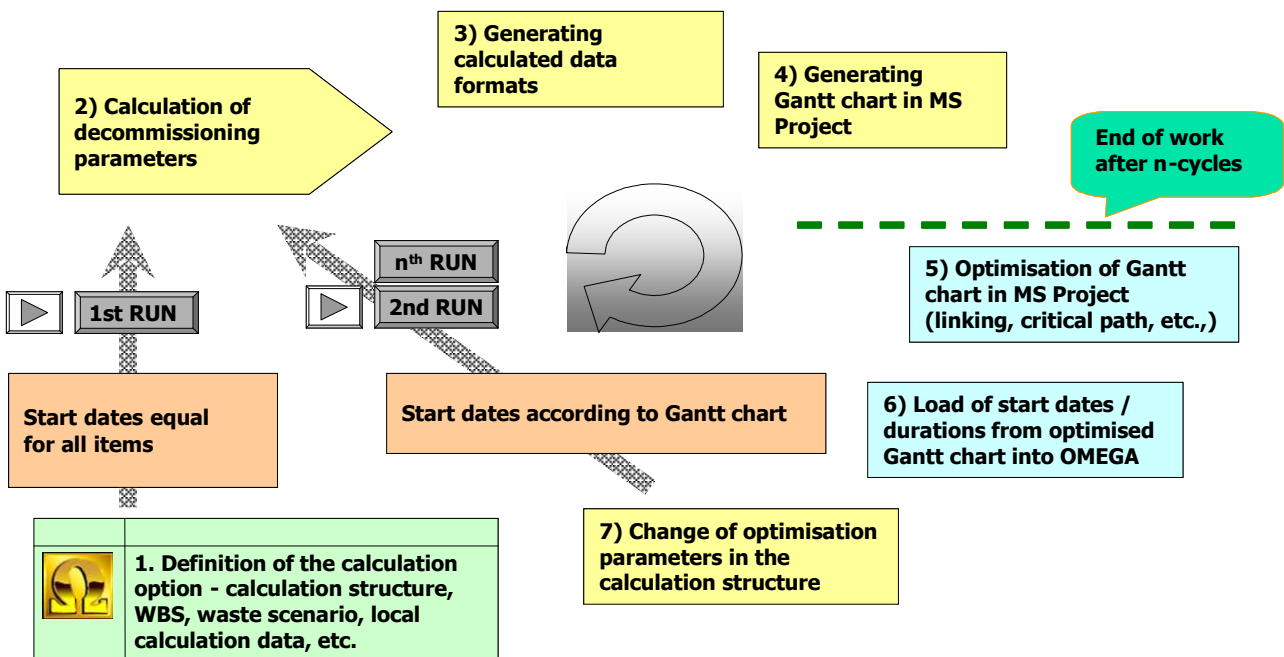 3) Generating
calculated data
formats
4) Generating
Gantt chart in MS
Project
2) Calculation of
decommissioning
parameters
End of work
after n-cycles
nth RUN
2nd RUN
1st RUN
5) Optimisation of Gantt
chart in MS Project
(linking, critical path, etc.,)
Start dates equal
for all items
Start dates according to Gantt chart
6) Load of start dates /
durations from optimised
Gantt chart into OMEGA
7) Change of optimisation
parameters in the
calculation structure
Ω
1. Definition of the calculation
option - calculation structure,
WBS, waste scenario, local
calculation data, etc.